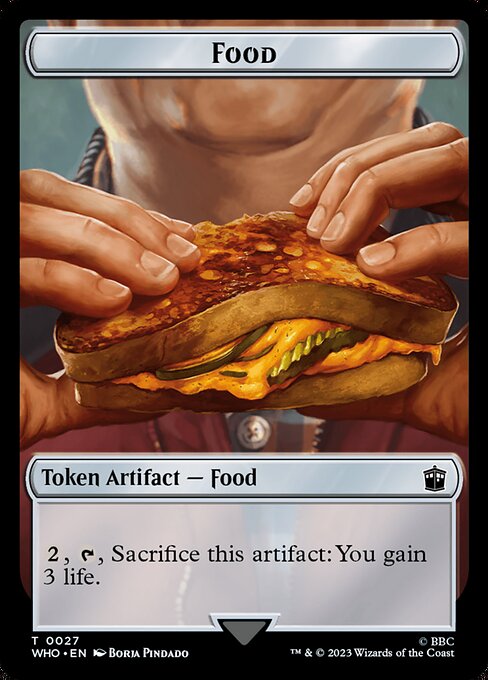 Food
Token Artifact — Food
2, T, Sacrifice this artifact: You gain
3 life.
T 0027
WHO • EN Borja Pindado
© BBC
™ & © 2023 Wizards of the Coast